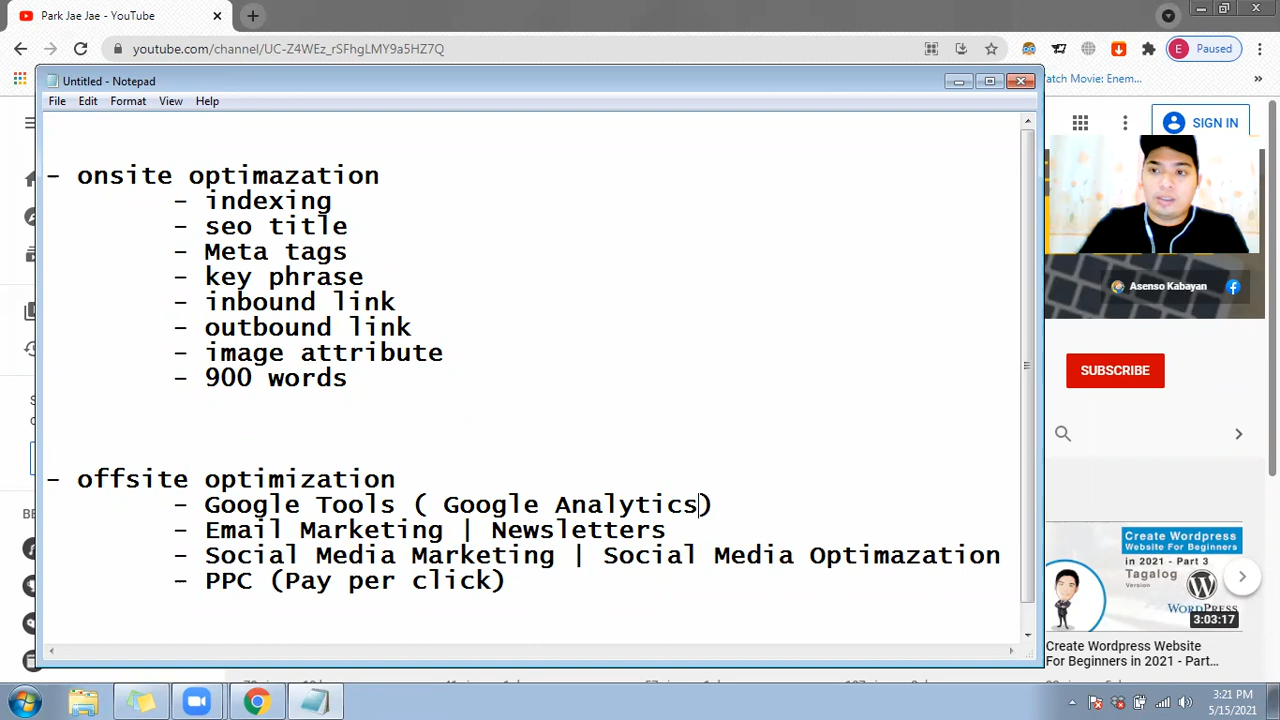 Park Jae Jae - YouTube
youtube.com/channel/UC-Z4WEz_rSFhgLMY9a5HZ7Q
E Paused
Watch Movie: Enem...
Untitled - Notepad
File Edit Format View Help
SIGN IN
- onsite optimazation
- indexing
- seo title
- Meta tags
- key phrase
- inbound link
- outbound link
- image attribute
- 900 words
Asenso Kabayan
SUBSCRIBE
- offsite optimization
- Google Tools ( Google Analytics)
- Email Marketing | Newsletters
- Social Media Marketing | Social Media Optimazation
- PPC (Pay per click)
Create Wordpress
Website For Beginners
in 2021 - Part 3
Tagalog
Version
WORDPRESS
3:03:17
Create Wordpress Website
For Beginners in 2021 - Part...
3:21 PM
5/15/2021